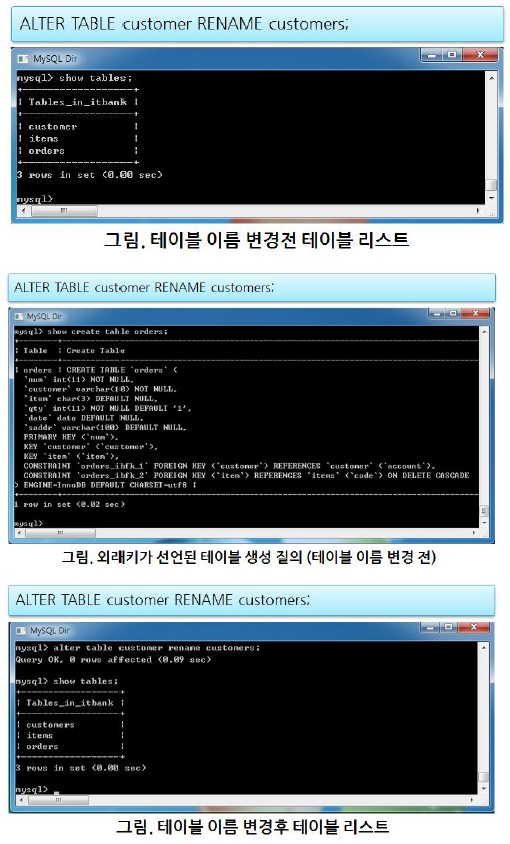 ALTER TABLE customer RENAME customers;
MySQL Dir
mysql> show tables;
+-------------------+
| Tables_in_itbank |
+-------------------+
| customer |
| items |
| orders |
+-------------------+
3 rows in set (0.00 sec)
mysql>
그림. 테이블 이름 변경전 테이블 리스트
ALTER TABLE customer RENAME customers;
MySQL Dir
mysql> show create table orders;
| Table | Create Table
| orders | CREATE TABLE `orders` (
`num` int(11) NOT NULL,
`customer` varchar(10) NOT NULL,
`item` char(3) DEFAULT NULL,
`qty` int(11) NOT NULL DEFAULT '1',
`date` date DEFAULT NULL,
`saddr` varchar(100) DEFAULT NULL,
PRIMARY KEY (`num`),
KEY `customer` (`customer`),
KEY `item` (`item`),
CONSTRAINT `orders_ibfk_1` FOREIGN KEY (`customer`) REFERENCES `customer` (`account`),
CONSTRAINT `orders_ibfk_2` FOREIGN KEY (`item`) REFERENCES `items` (`code`) ON DELETE CASCADE
) ENGINE=InnoDB DEFAULT CHARSET=utf8 |
1 row in set (0.02 sec)
mysql>
그림. 외래키가 선언된 테이블 생성 질의 (테이블 이름 변경 전)
ALTER TABLE customer RENAME customers;
MySQL Dir
mysql> alter table customer rename customers;
Query OK, 0 rows affected (0.09 sec)
mysql> show tables;
+-------------------+
| Tables_in_itbank |
+-------------------+
| customers |
| items |
| orders |
+-------------------+
3 rows in set (0.00 sec)
mysql> _
그림. 테이블 이름 변경후 테이블 리스트